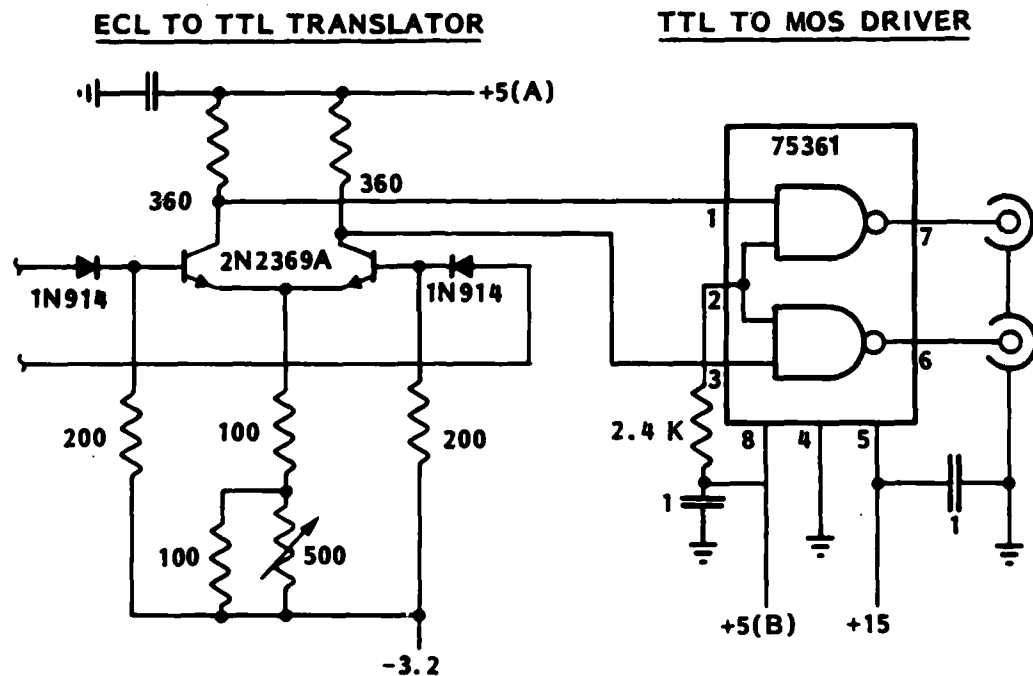 ECL TO TTL TRANSLATOR
TTL TO MOS DRIVER
+5(A)
75361
360
360
1
7
2N2369A
1N914
1N914
2
6
3
200
100
200
2.4 K
8
4
5
1
1
100
500
+5(B)
+15
-3.2